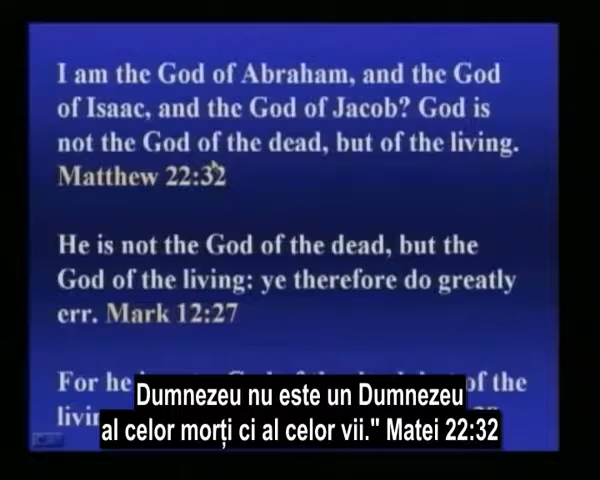 I am the God of Abraham, and the God
of Isaac, and the God of Jacob? God is
not the God of the dead, but of the living.
Matthew 22:32
He is not the God of the dead, but the
God of the living: ye therefore do greatly
err. Mark 12:27
For he of the
Dumnezeu nu este un Dumnezeu
al celor morți ci al celor vii." Matei 22:32